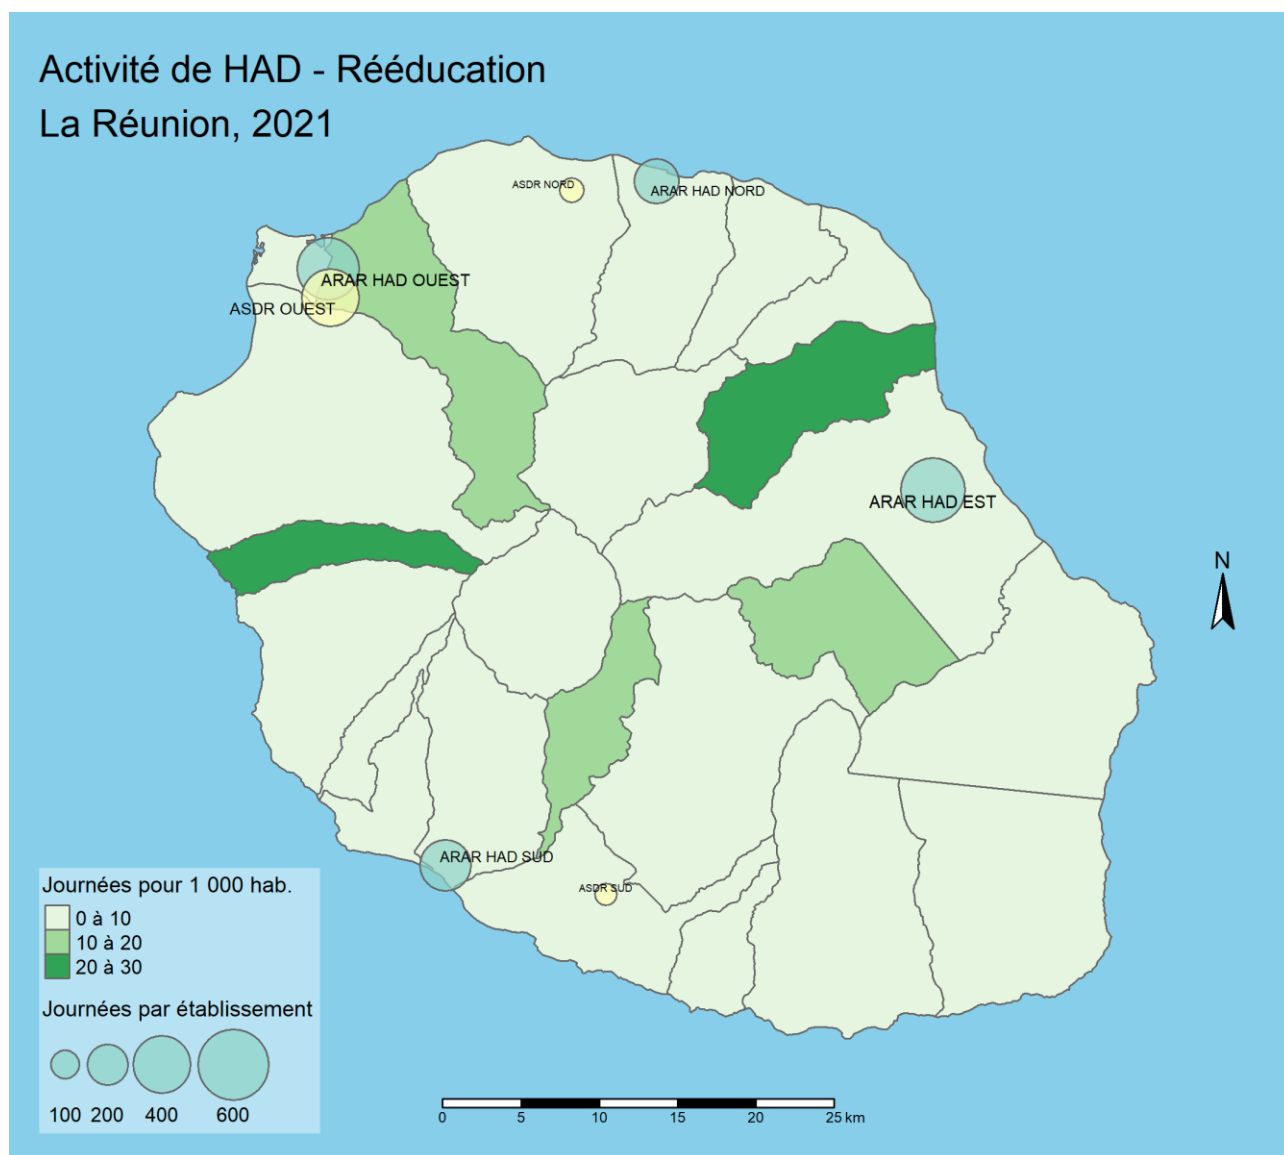 Activité de HAD - Rééducation
La Réunion, 2021
ASDR NORD
ARAR HAD NORD
ARAR HAD OUEST
ASDR OUEST
ARAR HAD EST
N
ARAR HAD SUD
ASDR SUD
Journées pour 1 000 hab.
0 à 10
10 à 20
20 à 30
Journées par établissement
100 200 400 600
0 5 10 15 20 25 km